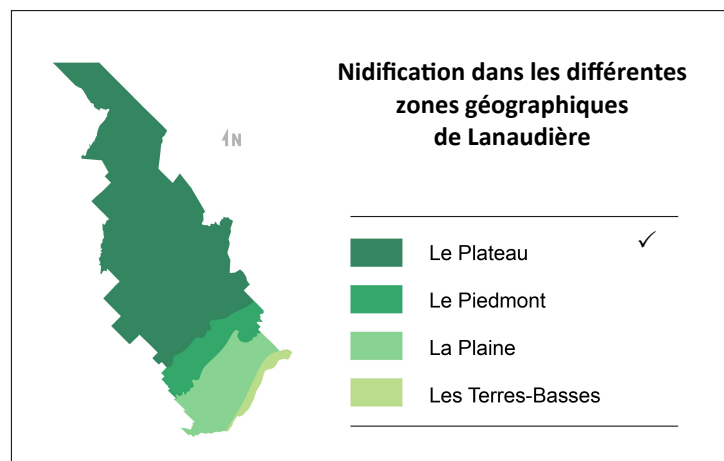 Nidification dans les différentes
zones géographiques
de Lanaudière
N
Le Plateau ✓
Le Piedmont
La Plaine
Les Terres-Basses